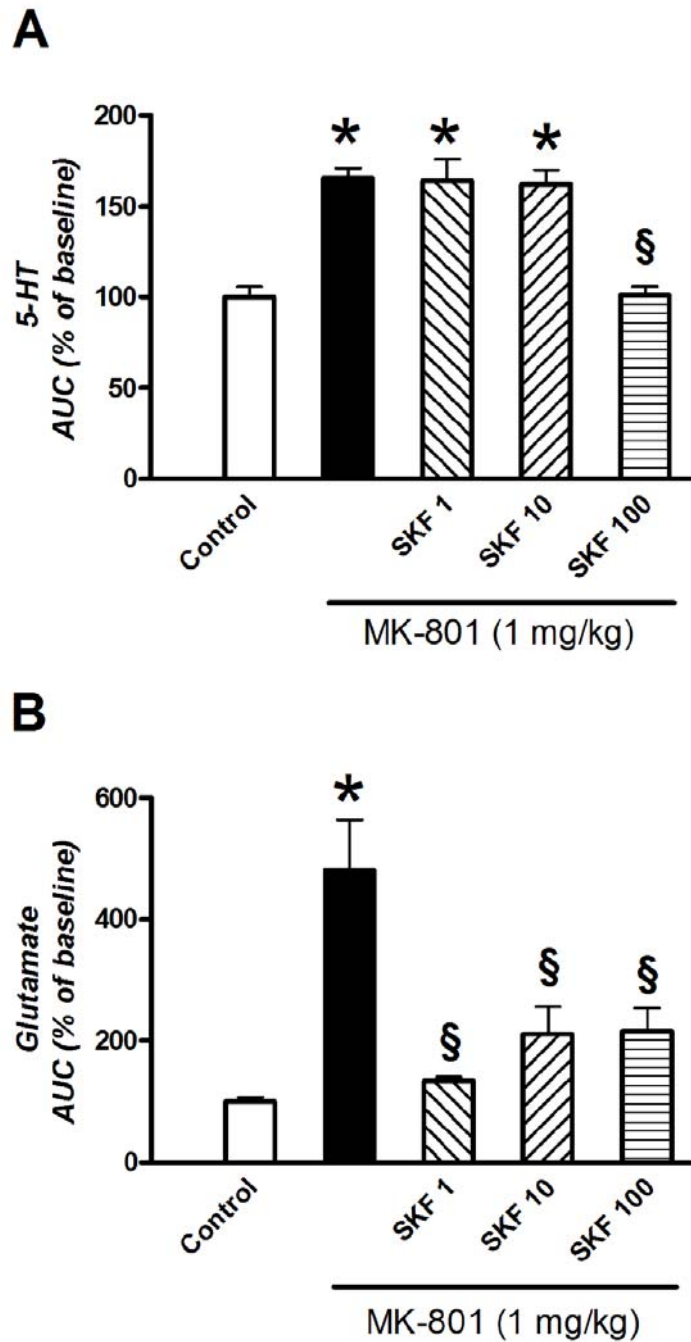 A
200
150
100
50
0
5-HT
AUC (% of baseline)
*
*
*
§
Control
SKF 1
SKF 10
SKF 100
MK-801 (1 mg/kg)
B
600
400
200
0
Glutamate
AUC (% of baseline)
*
§
§
§
Control
SKF 1
SKF 10
SKF 100
MK-801 (1 mg/kg)